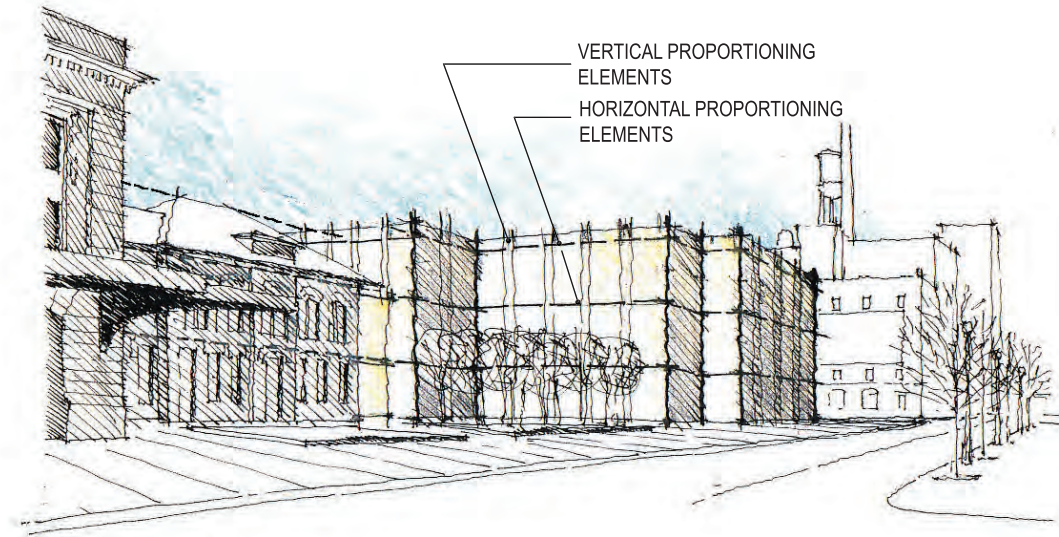 VERTICAL PROPORTIONING
ELEMENTS
HORIZONTAL PROPORTIONING
ELEMENTS